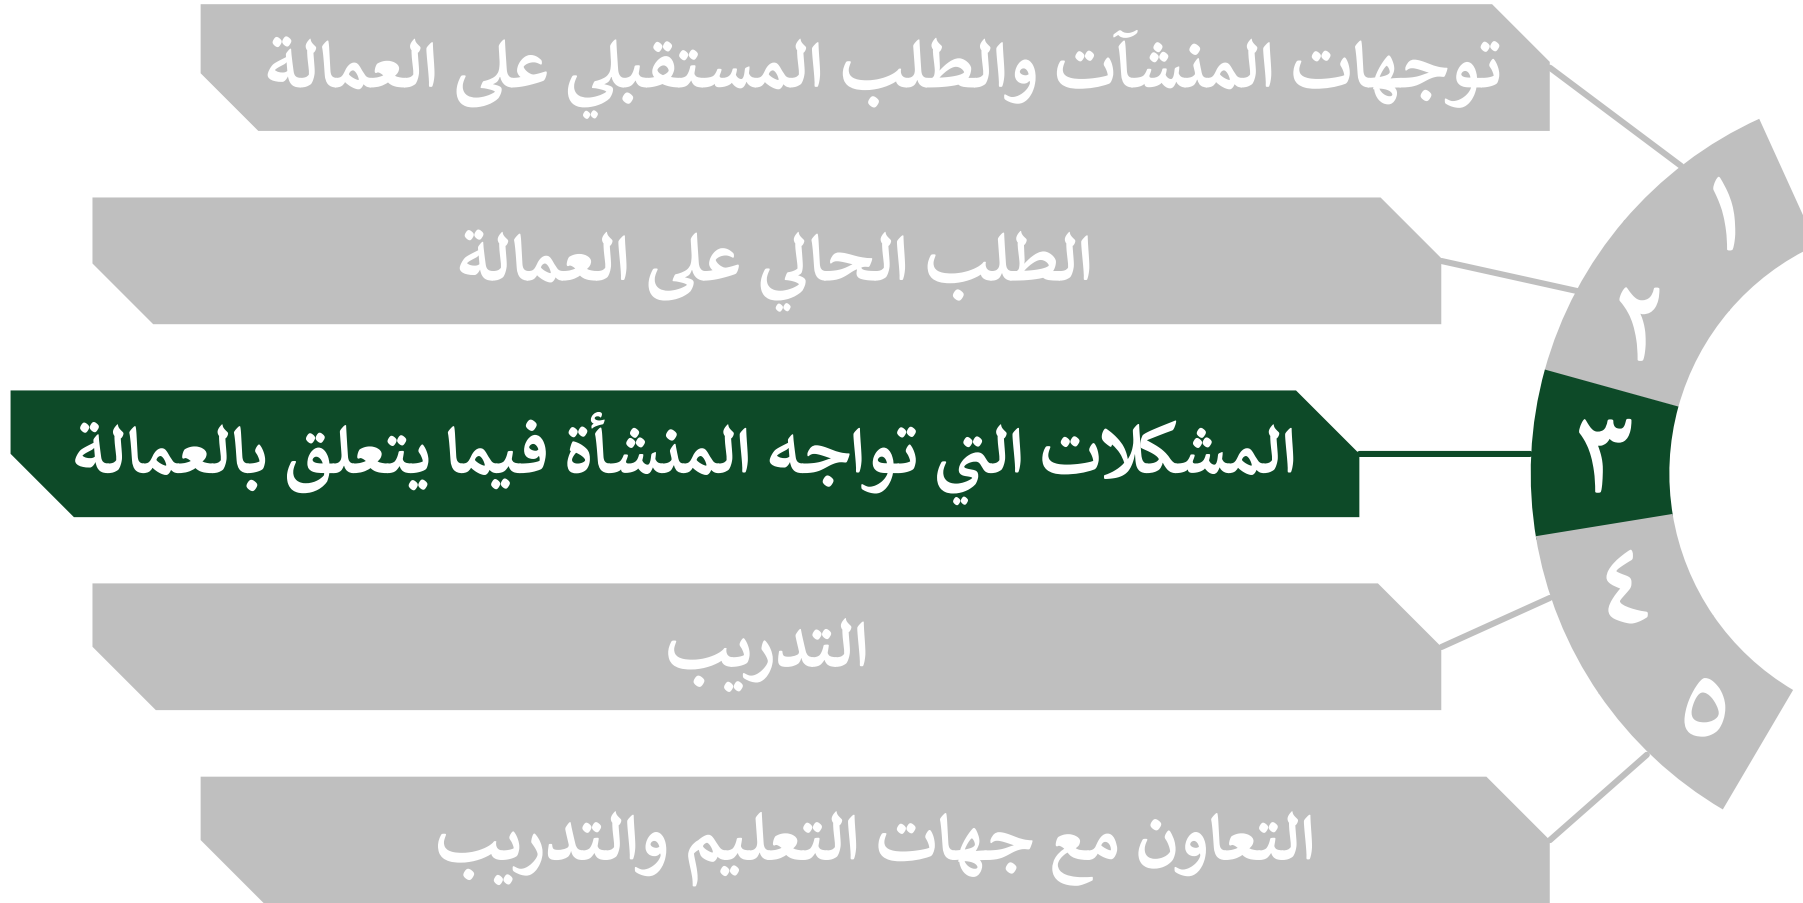 ١
توجهات المنشآت والطلب المستقبلي على العمالة
٢
الطلب الحالي على العمالة
٣
المشكلات التي تواجه المنشأة فيما يتعلق بالعمالة
٤
التدريب
٥
التعاون مع جهات التعليم والتدريب